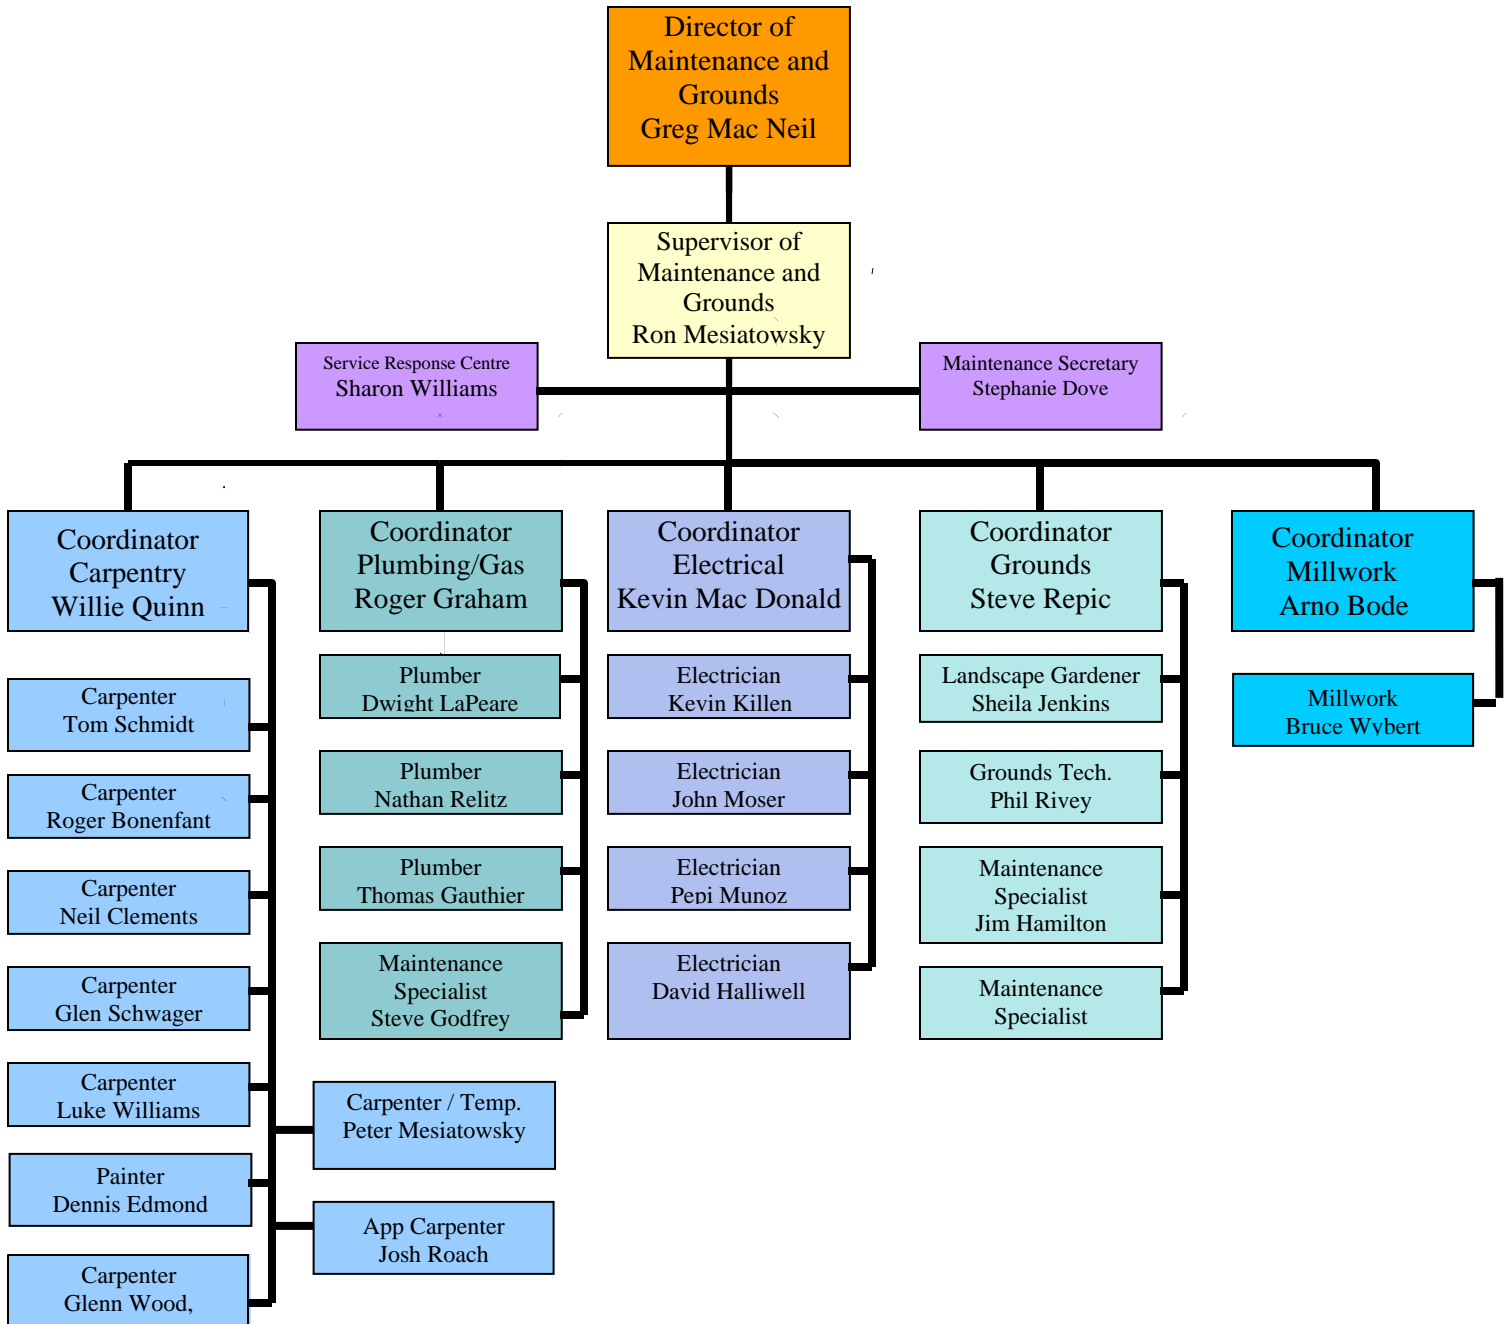 Director of
Maintenance and
Grounds
Greg Mac Neil
Supervisor of
Maintenance and
Grounds
Ron Mesiatowsky
Service Response Centre
Sharon Williams
Maintenance Secretary
Stephanie Dove
Coordinator
Carpentry
Willie Quinn
Coordinator
Plumbing/Gas
Roger Graham
Coordinator
Electrical
Kevin Mac Donald
Coordinator
Grounds
Steve Repic
Coordinator
Millwork
Arno Bode
Carpenter
Tom Schmidt
Carpenter
Roger Bonenfant
Carpenter
Neil Clements
Carpenter
Glen Schwager
Carpenter
Luke Williams
Painter
Dennis Edmond
Carpenter
Glenn Wood,
Carpenter / Temp.
Peter Mesiatowsky
App Carpenter
Josh Roach
Plumber
Dwight LaPeare
Plumber
Nathan Relitz
Plumber
Thomas Gauthier
Maintenance
Specialist
Steve Godfrey
Electrician
Kevin Killen
Electrician
John Moser
Electrician
Pepi Munoz
Electrician
David Halliwell
Landscape Gardener
Sheila Jenkins
Grounds Tech.
Phil Rivey
Maintenance
Specialist
Jim Hamilton
Maintenance
Specialist
Millwork
Bruce Wybert